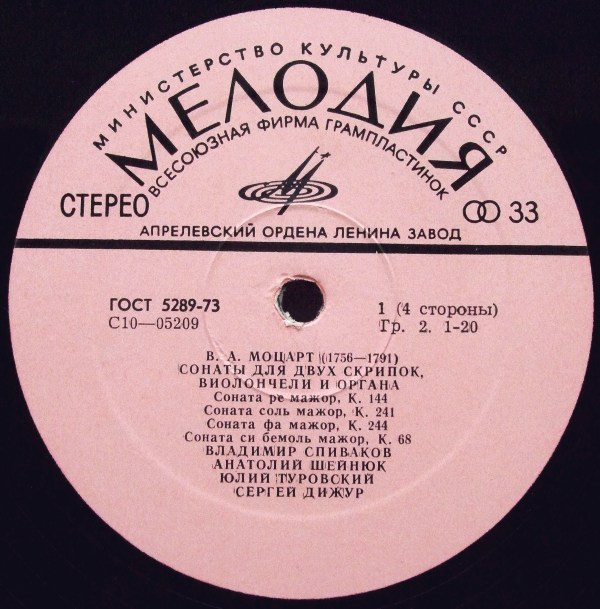 МИНИСТЕРСТВО КУЛЬТУРЫ СССР
МЕЛОДИЯ
ВСЕСОЮЗНАЯ ФИРМА ГРАМПЛАСТИНОК
СТЕРЕО
33
АПРЕЛЕВСКИЙ ОРДЕНА ЛЕНИНА ЗАВОД
ГОСТ 5289-73
С10—05209
1 (4 стороны)
Гр. 2. 1-20
В. А. МОЦАРТ (1756—1791)
СОНАТЫ ДЛЯ ДВУХ СКРИПОК,
ВИОЛОНЧЕЛИ И ОРГАНА
Соната ре мажор, К. 144
Соната соль мажор, К. 241
Соната фа мажор, К. 244
Соната си бемоль мажор, К. 68
ВЛАДИМИР СПИВАКОВ
АНАТОЛИЙ ШЕЙНЮК
ЮЛИЙ ТУРОВСКИЙ
СЕРГЕЙ ДИЖУР